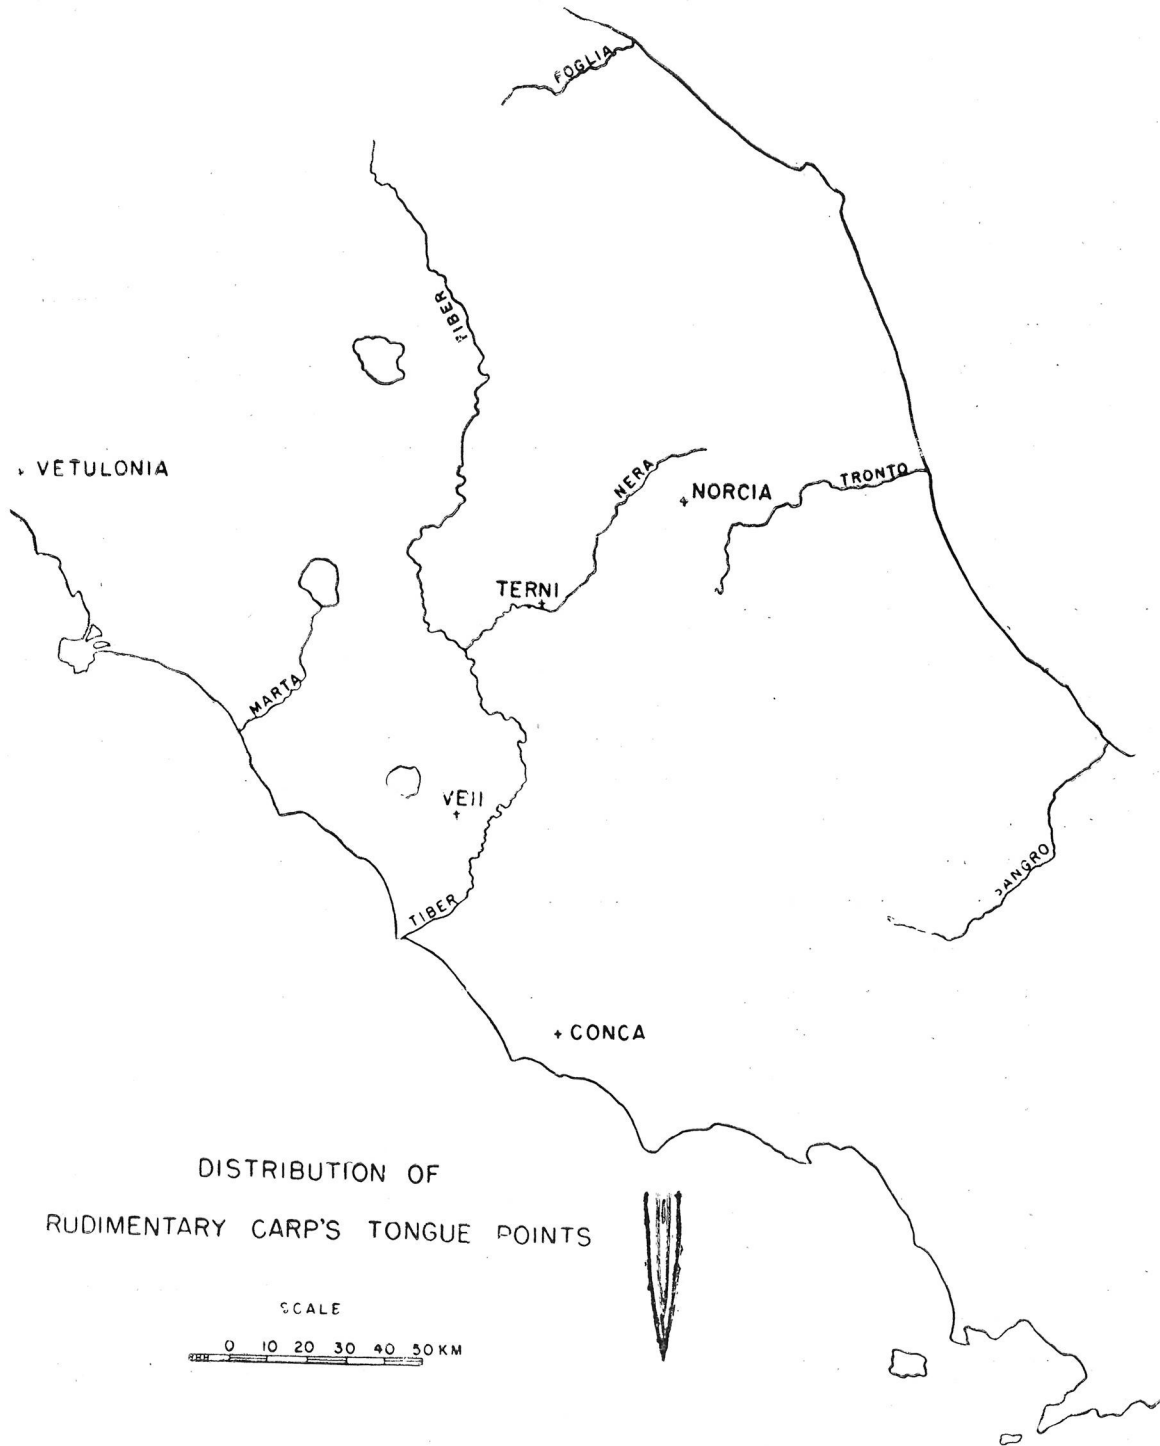 FOGLIA
TIBER
VETULONIA
NERA
NORCIA
TRONTO
TERNI
MARTA
VEII
TIBER
SANGRO
CONCA
DISTRIBUTION OF
RUDIMENTARY CARP'S TONGUE POINTS
SCALE
0 10 20 30 40 50 KM